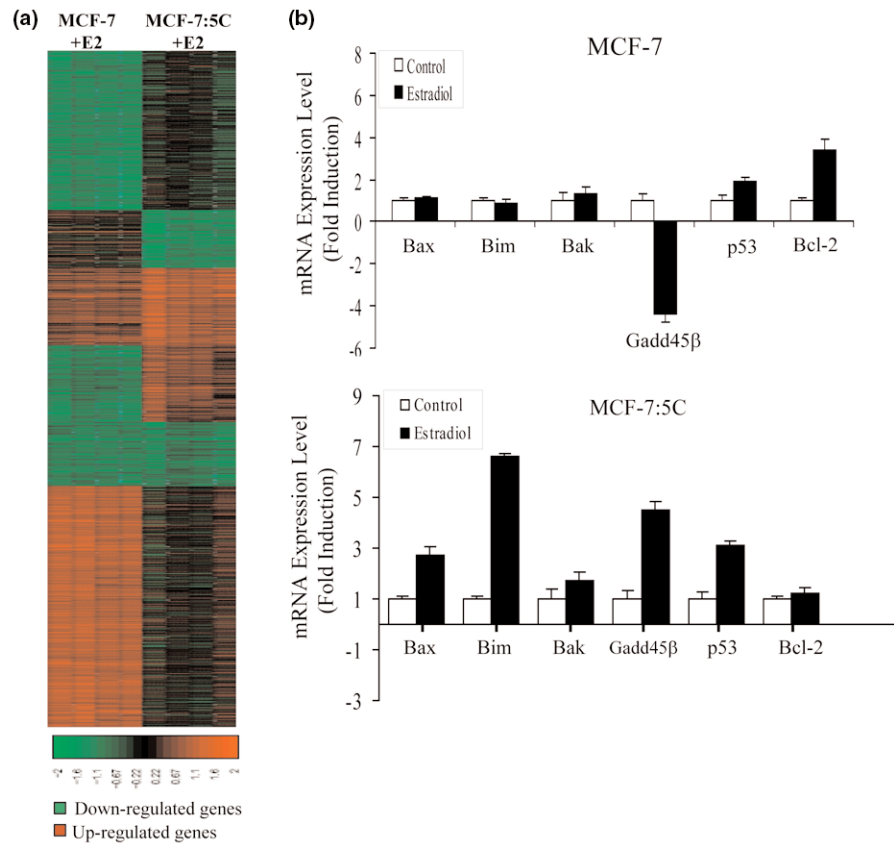 (a)
MCF-7 MCF-7:5C
+E2 +E2
-2 -1.6 -1.1 -0.67 -0.22 0.22 0.67 1.1 1.6 2
Down-regulated genes
Up-regulated genes
(b)
MCF-7
mRNA Expression Level
(Fold Induction)
8
6
4
2
0
-2
-4
-6
Control
Estradiol
Bax Bim Bak Gadd45β p53 Bcl-2
MCF-7:5C
mRNA Expression Level
(Fold Induction)
9
7
5
3
1
-1
-3
Control
Estradiol
Bax Bim Bak Gadd45β p53 Bcl-2